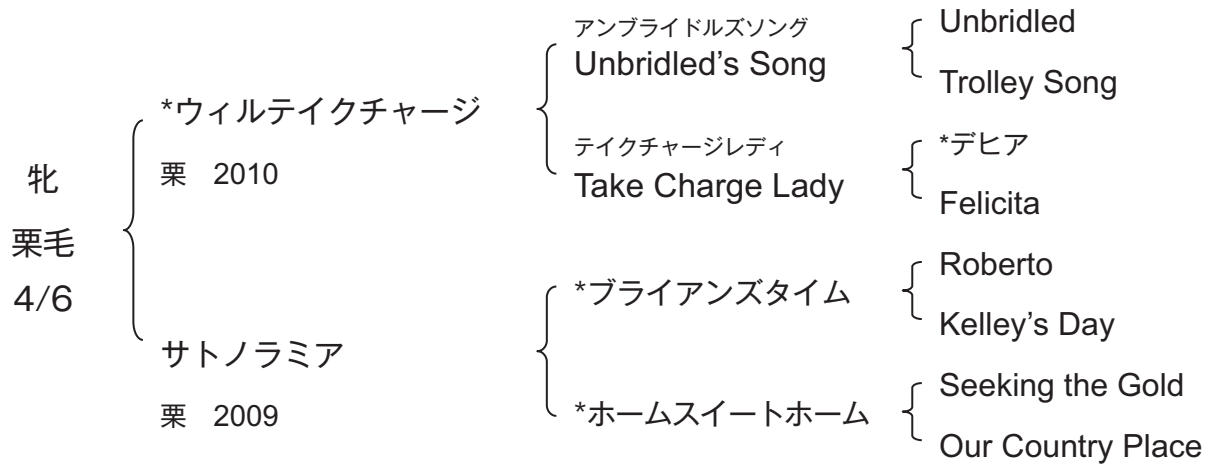 牝
栗毛
4/6
*ウィルテイクチャージ
栗 2010
サトノラミア
栗 2009
アンブライドルズソング
Unbridled's Song
テイクチャージレディ
Take Charge Lady
*ブライアンズタイム
*ホームスイートホーム
Unbridled
Trolley Song
*デヒア
Felicita
Roberto
Kelley’s Day
Seeking the Gold
Our Country Place